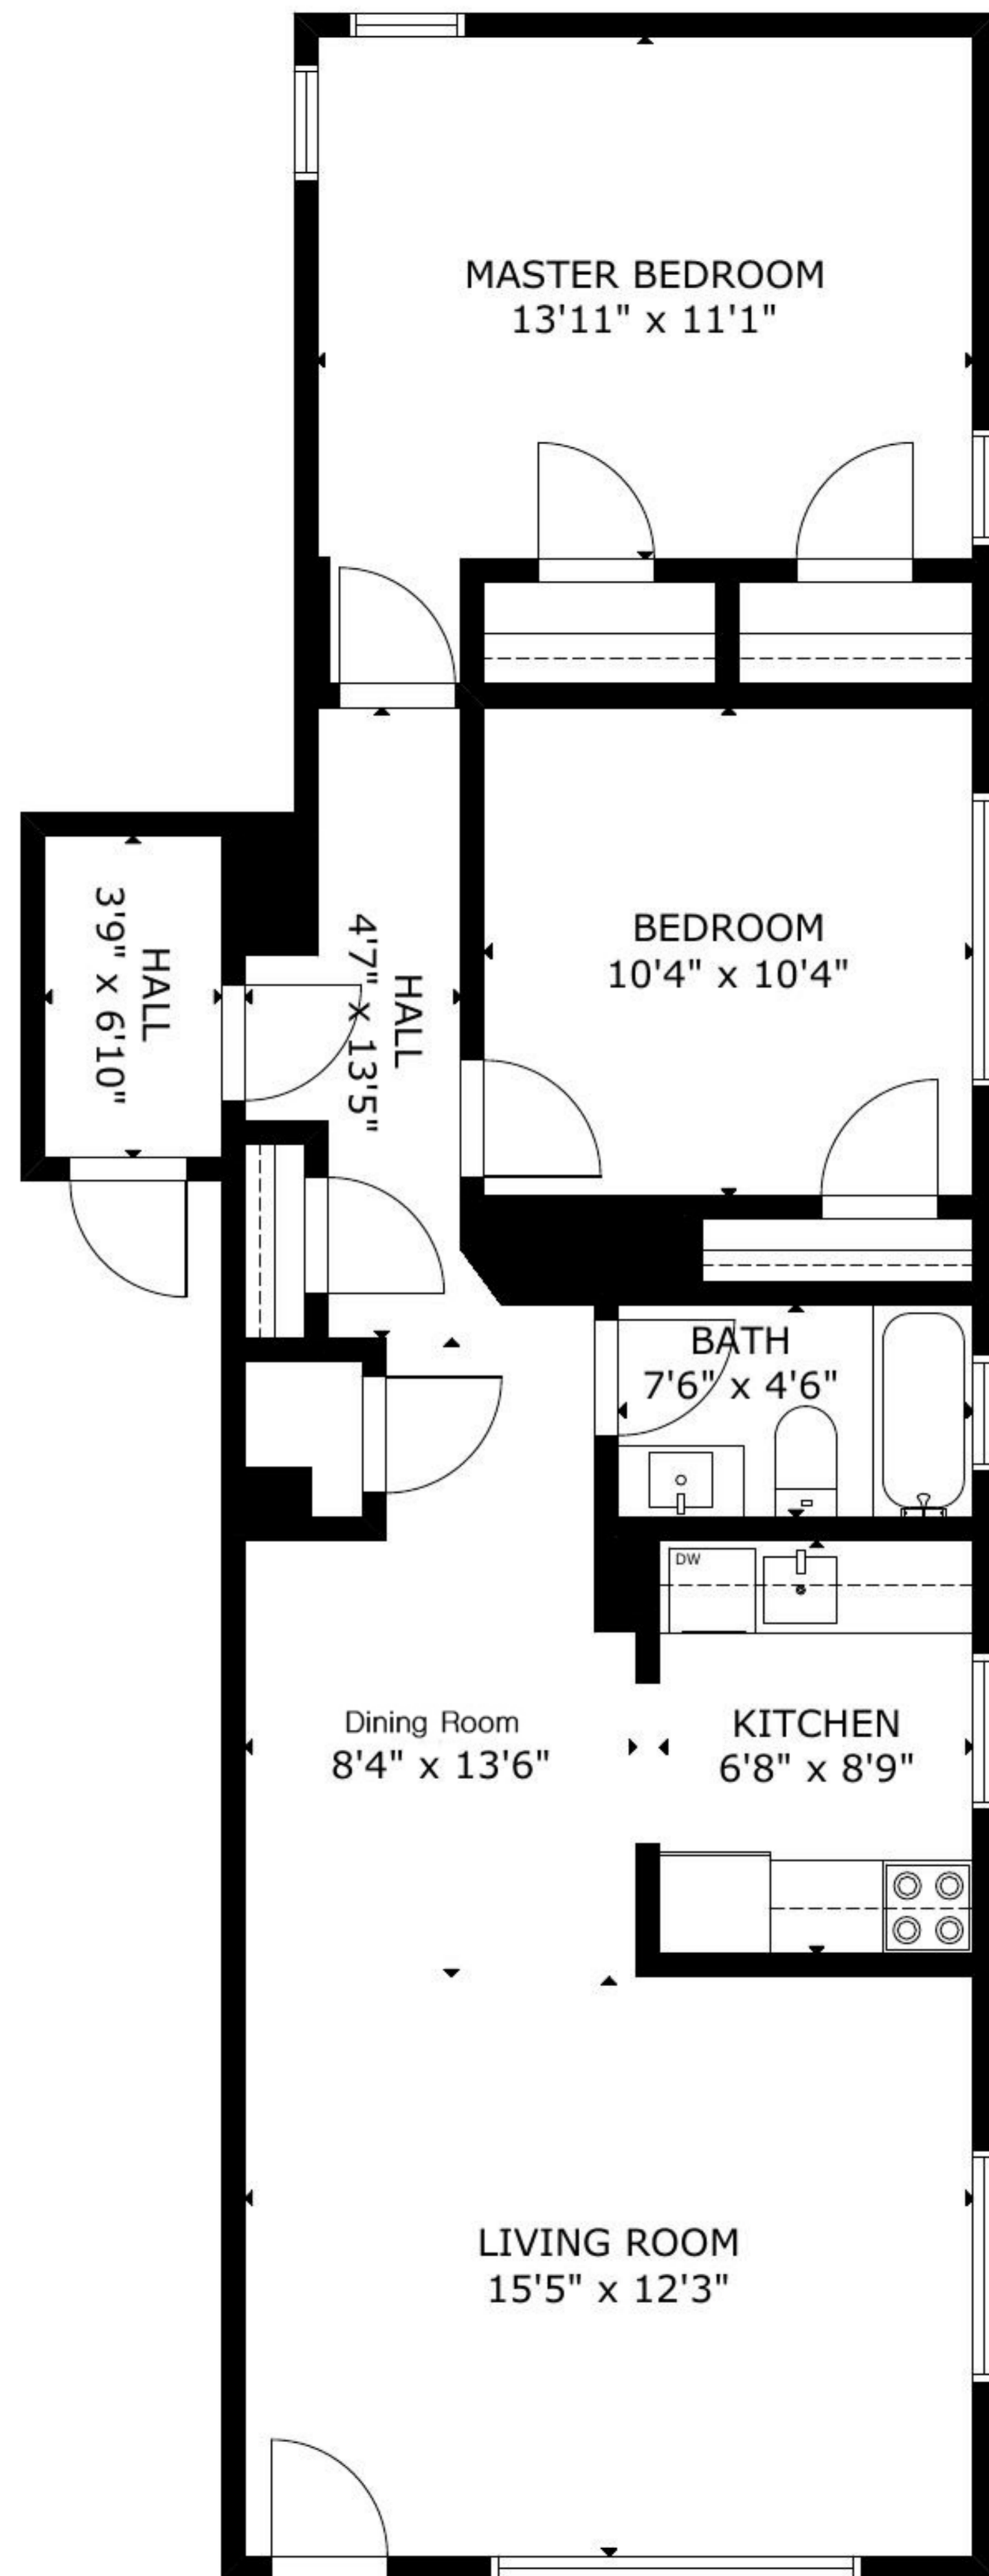 MASTER BEDROOM
13'11" x 11'1"
BEDROOM
10'4" x 10'4"
HALL
3'9" x 6'10"
HALL
4'7" x 13'5"
BATH
7'6" x 4'6"
DW
Dining Room
8'4" x 13'6"
KITCHEN
6'8" x 8'9"
LIVING ROOM
15'5" x 12'3"